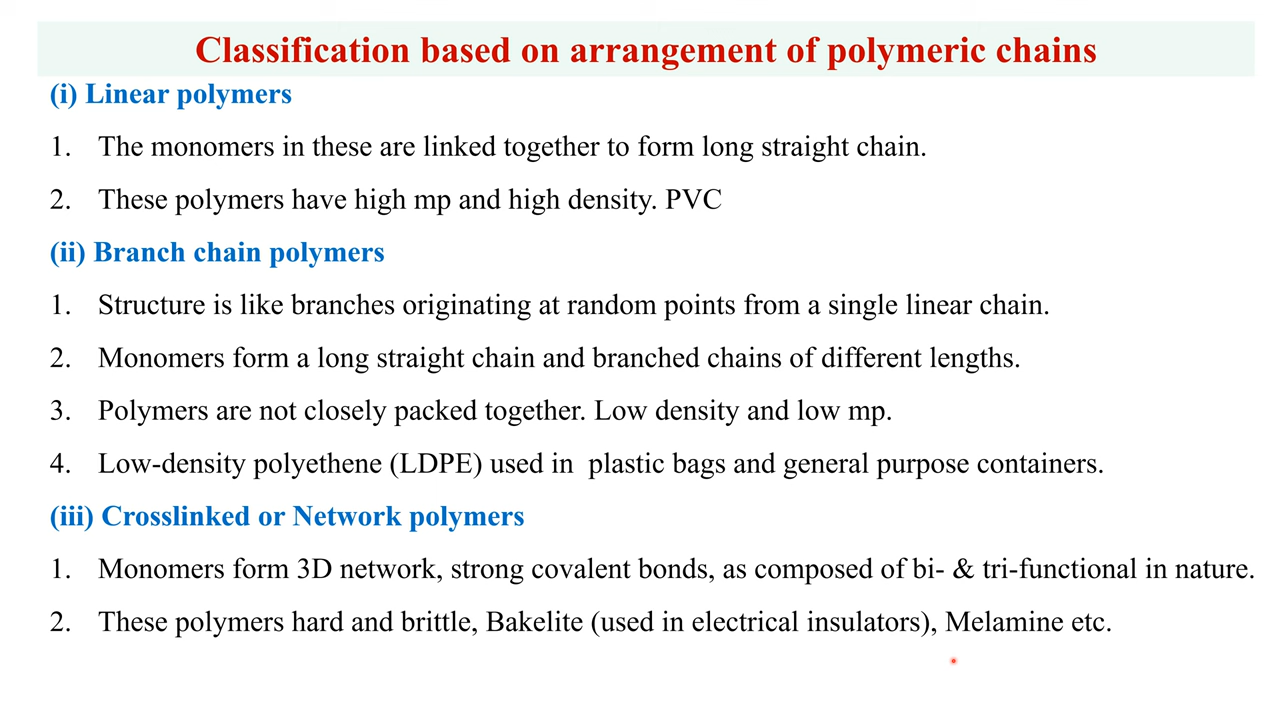 Classification based on arrangement of polymeric chains
(i) Linear polymers
1. The monomers in these are linked together to form long straight chain.
2. These polymers have high mp and high density. PVC
(ii) Branch chain polymers
1. Structure is like branches originating at random points from a single linear chain.
2. Monomers form a long straight chain and branched chains of different lengths.
3. Polymers are not closely packed together. Low density and low mp.
4. Low-density polyethene (LDPE) used in  plastic bags and general purpose containers.
(iii) Crosslinked or Network polymers
1. Monomers form 3D network, strong covalent bonds, as composed of bi- & tri-functional in nature.
2. These polymers hard and brittle, Bakelite (used in electrical insulators), Melamine etc.